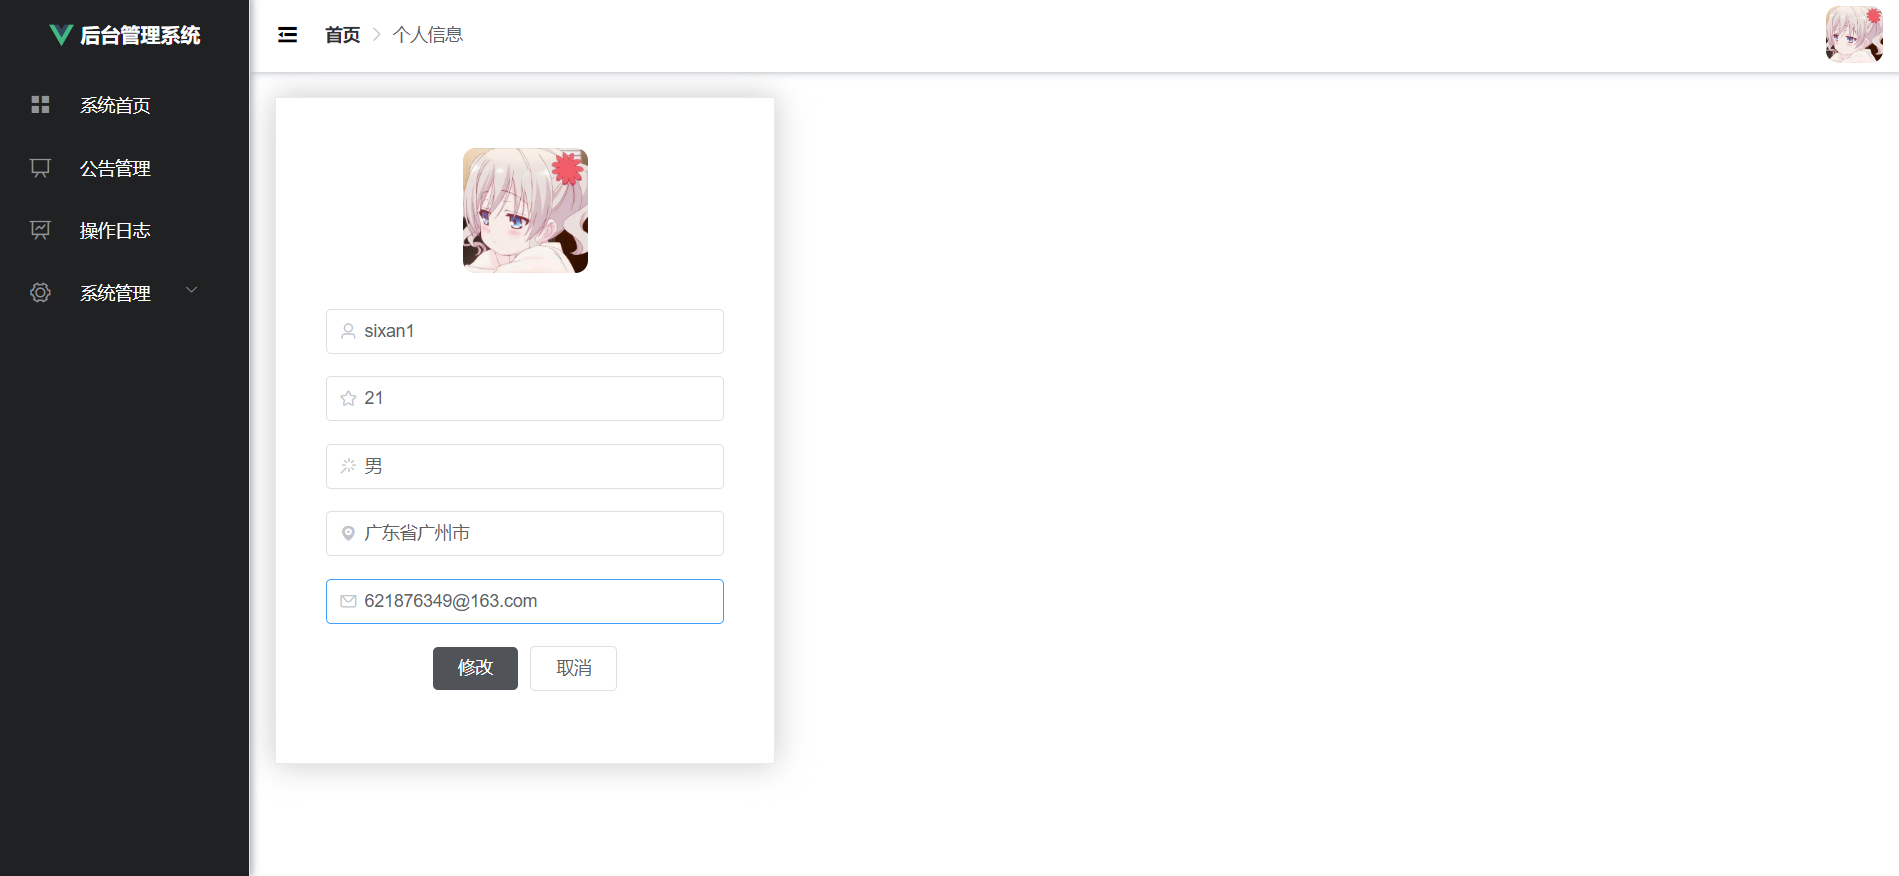 后台管理系统
系统首页
公告管理
操作日志
系统管理
首页 个人信息
sixan1
21
男
广东省广州市
621876349@163.com
修改 取消